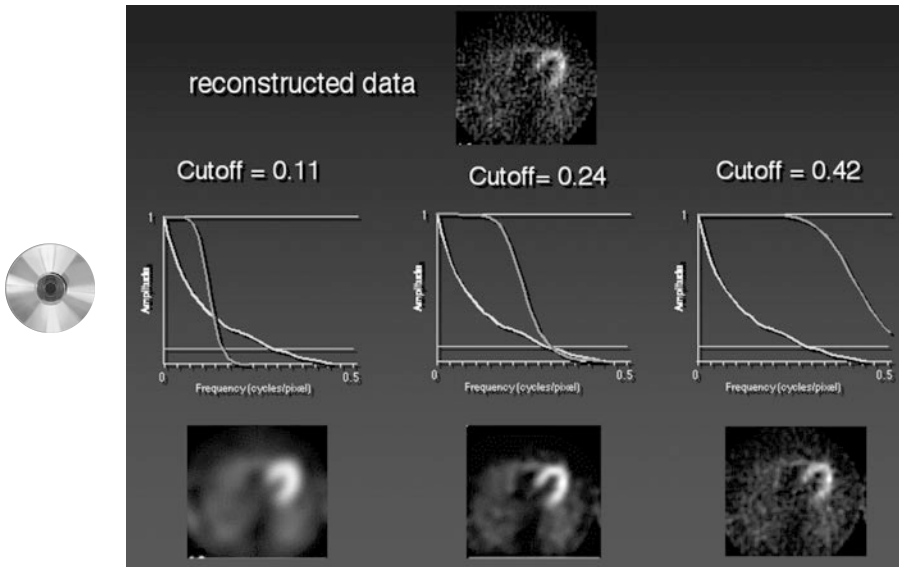 reconstructed data
Cutoff = 0.11
Cutoff= 0.24
Cutoff = 0.42
1
Amplitude
0
0.5
Frequency (cycles/pixel)
1
Amplitude
0
0.5
Frequency (cycles/pixel)
1
Amplitude
0
0.5
Frequency (cycles/pixel)